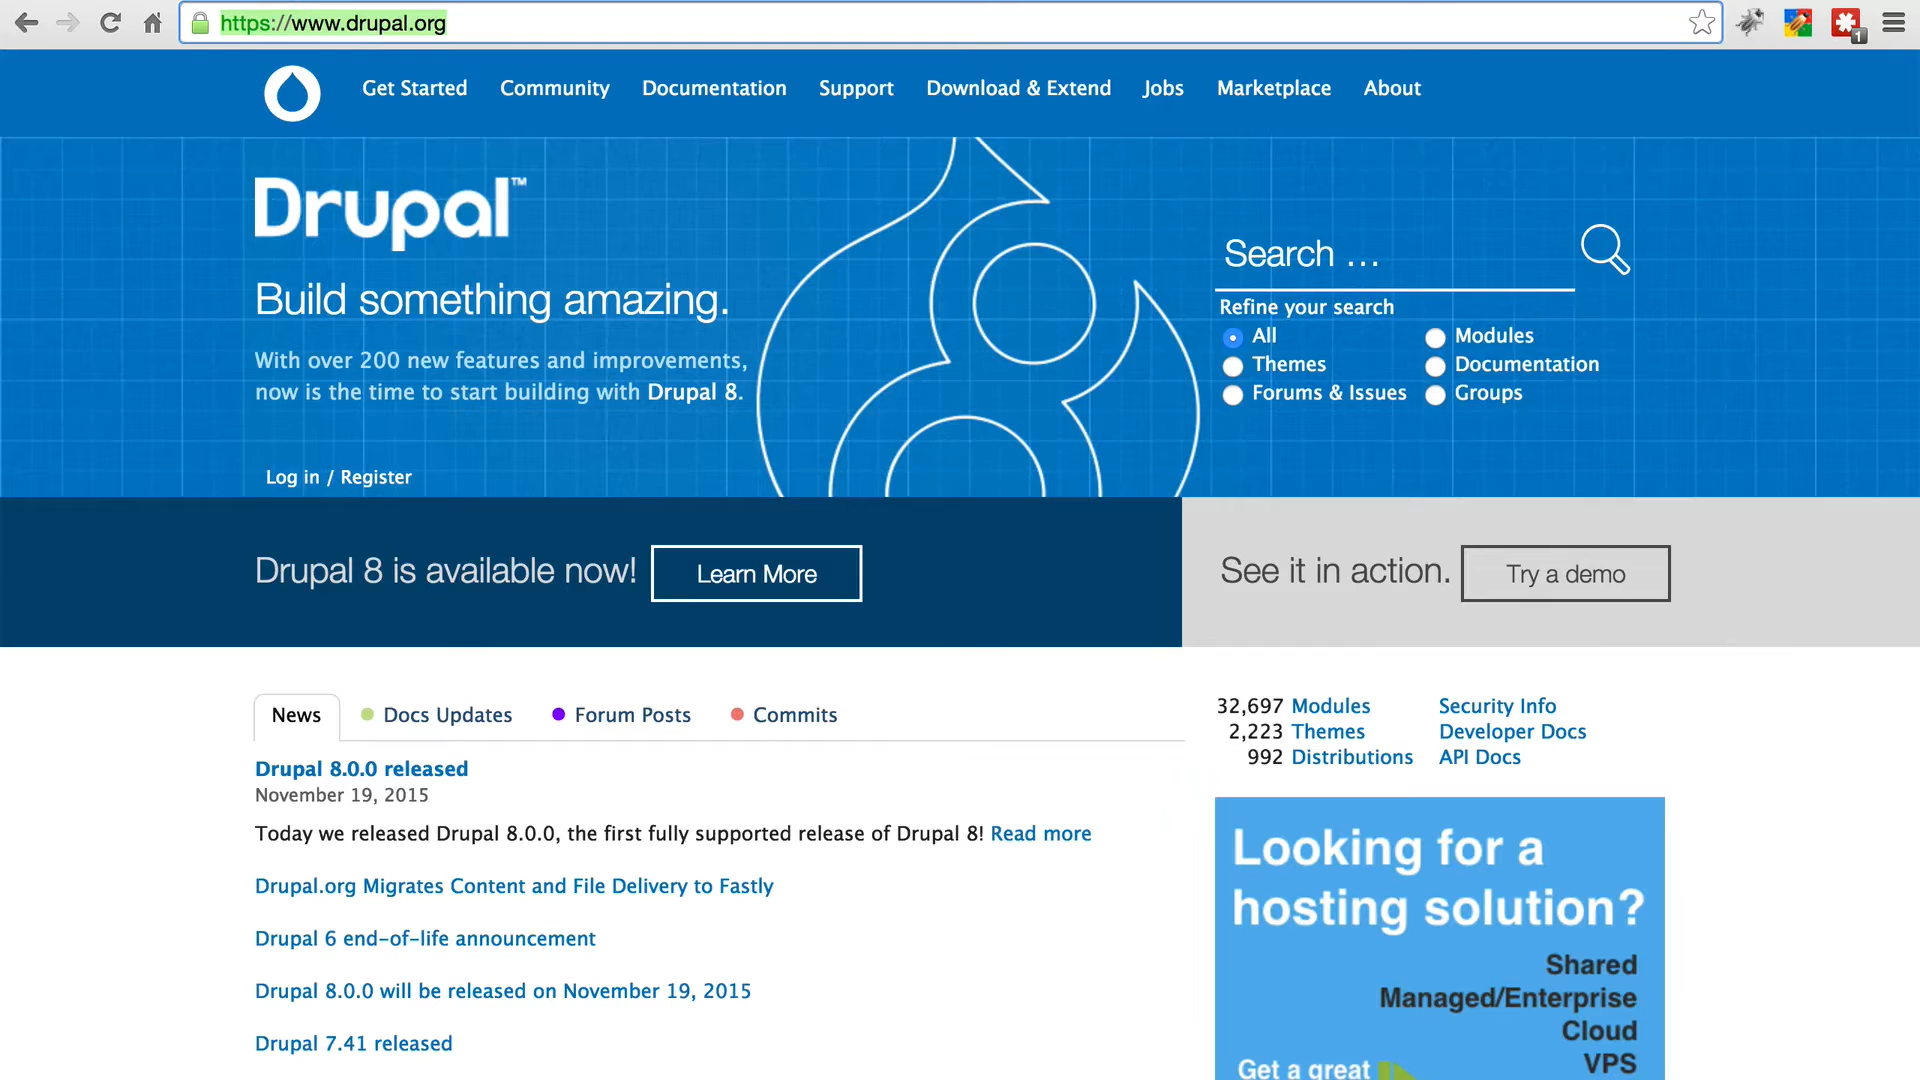 https://www.drupal.org
1
Get Started Community Documentation Support Download & Extend Jobs Marketplace About
Drupal™
Build something amazing.
With over 200 new features and improvements,
now is the time to start building with Drupal 8.
Log in / Register
Search ...
Refine your search
All Modules
Themes Documentation
Forums & Issues Groups
Drupal 8 is available now! Learn More
See it in action. Try a demo
News Docs Updates Forum Posts Commits
Drupal 8.0.0 released
November 19, 2015
Today we released Drupal 8.0.0, the first fully supported release of Drupal 8! Read more
Drupal.org Migrates Content and File Delivery to Fastly
Drupal 6 end-of-life announcement
Drupal 8.0.0 will be released on November 19, 2015
Drupal 7.41 released
32,697 Modules Security Info
2,223 Themes Developer Docs
992 Distributions API Docs
Looking for a
hosting solution?
Shared
Managed/Enterprise
Cloud
VPS
Get a great